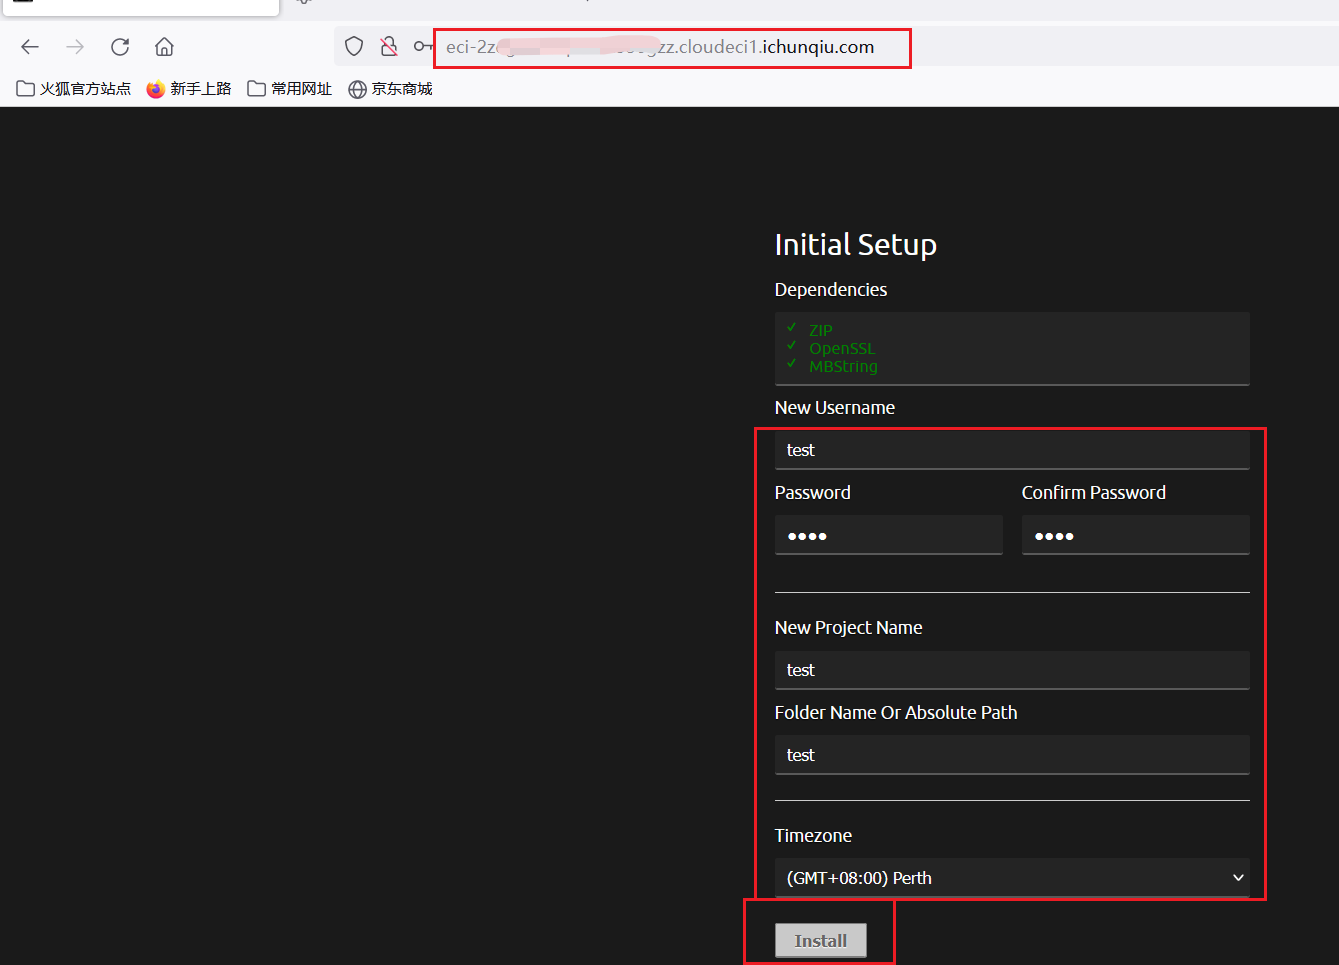 eci-2z
gzz.cloudeci1.ichunqiu.com
火狐官方站点 新手上路 常用网址 京东商城
Initial Setup
Dependencies
ZIP
OpenSSL
MBString
New Username
test
Password Confirm Password
●●●● ●●●●
New Project Name
test
Folder Name Or Absolute Path
test
Timezone
(GMT+08:00) Perth
Install